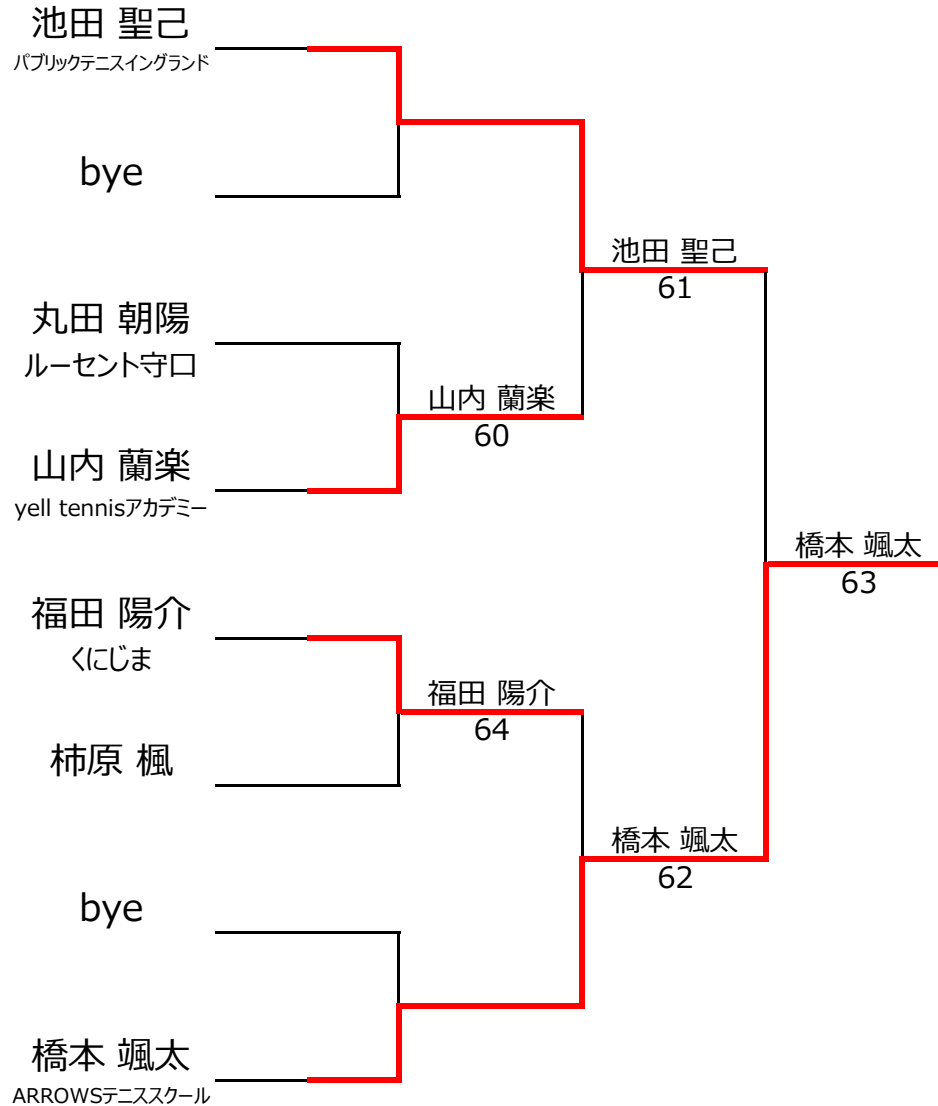 池田 聖己
パブリックテニスイングランド
bye
池田 聖己
61
丸田 朝陽
ルーセント守口
山内 蘭楽
60
山内 蘭楽
yell tennisアカデミー
橋本 颯太
63
福田 陽介
くにじま
福田 陽介
64
柿原 楓
橋本 颯太
62
bye
橋本 颯太
ARROWSテニススクール